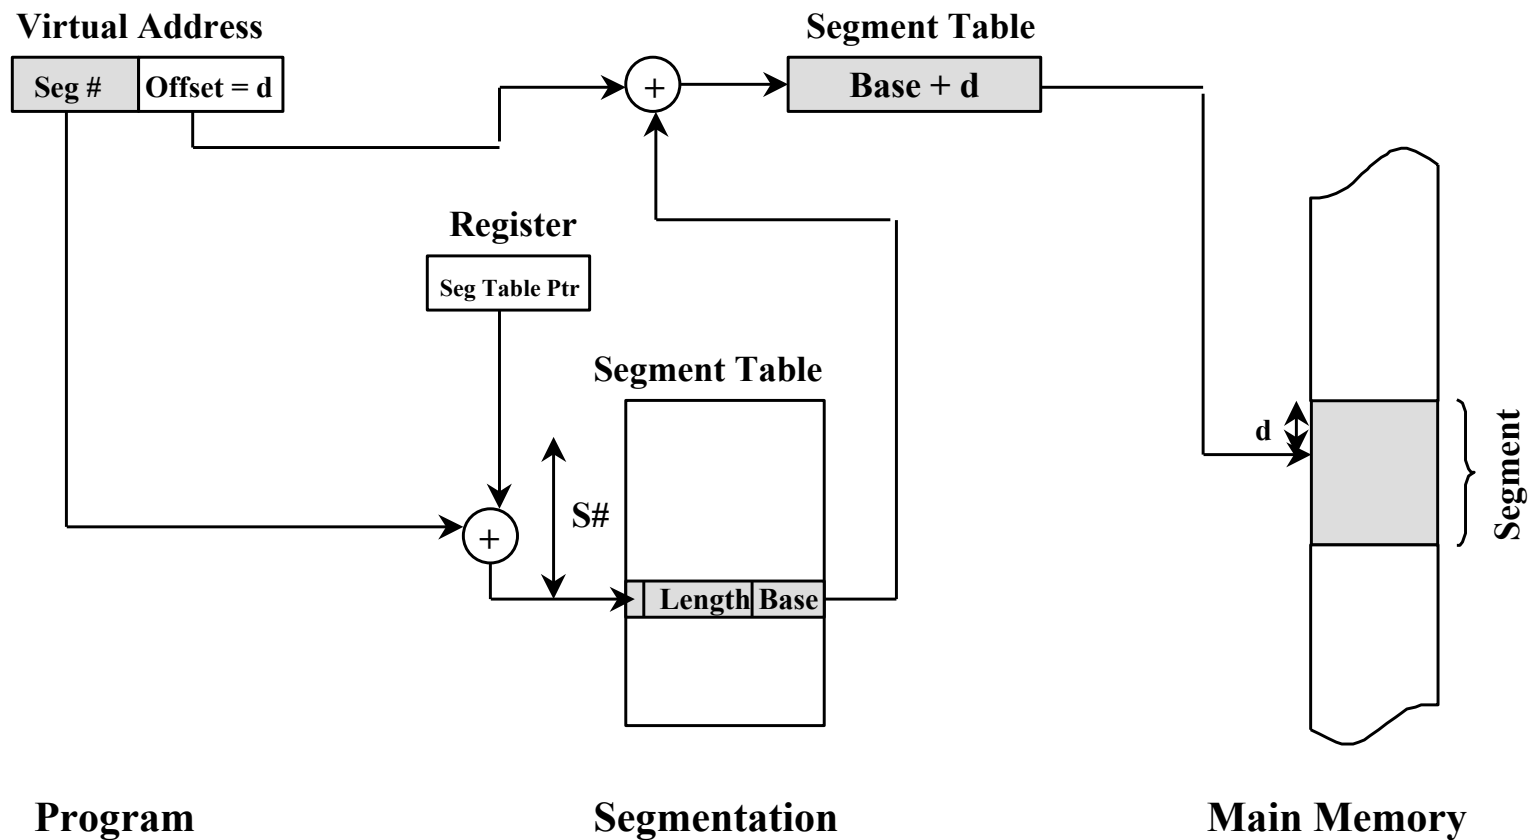 Virtual Address
Segment Table
Seg #
Offset = d
+
Base + d
Register
Seg Table Ptr
Segment Table
d
Segment
S#
+
Length
Base
Program
Segmentation
Main Memory